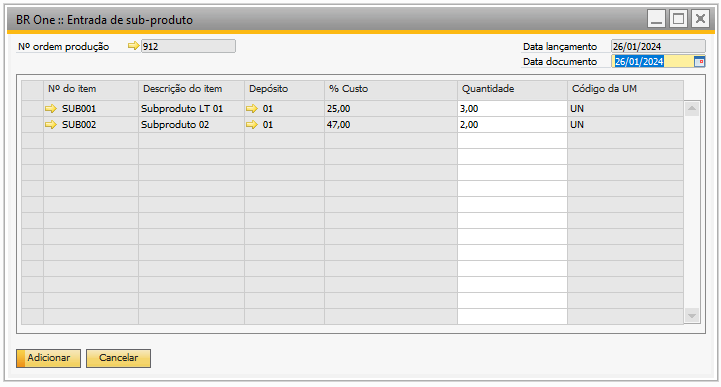 BR One :: Entrada de sub-produto
Nº ordem produção 912 Data lançamento 26/01/2024
Data documento 26/01/2024
Nº do item Descrição do item Depósito % Custo Quantidade Código da UM
SUB001 Subproduto LT 01 01 25,00 3,00 UN
SUB002 Subproduto 02 01 47,00 2,00 UN
Adicionar Cancelar